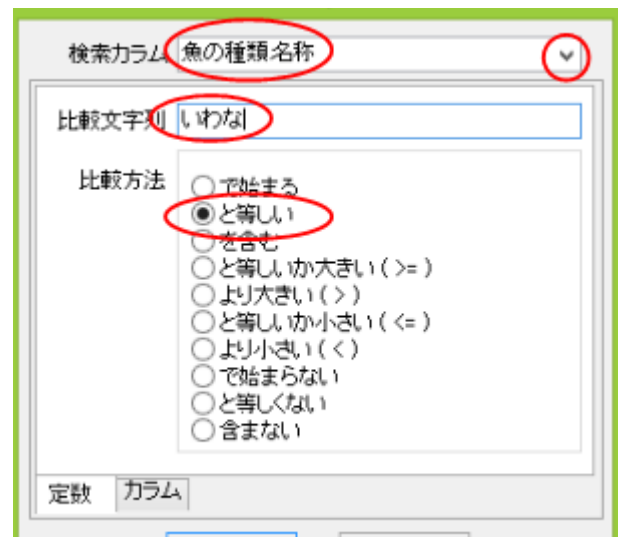 検索カラム 魚の種類名称
比較文字列 いわな
比較方法
で始まる
と等しい
を含む
と等しいか大きい ( >= )
より大きい ( > )
と等しいか小さい ( <= )
より小さい ( < )
で始まらない
と等しくない
含まない
定数 カラム